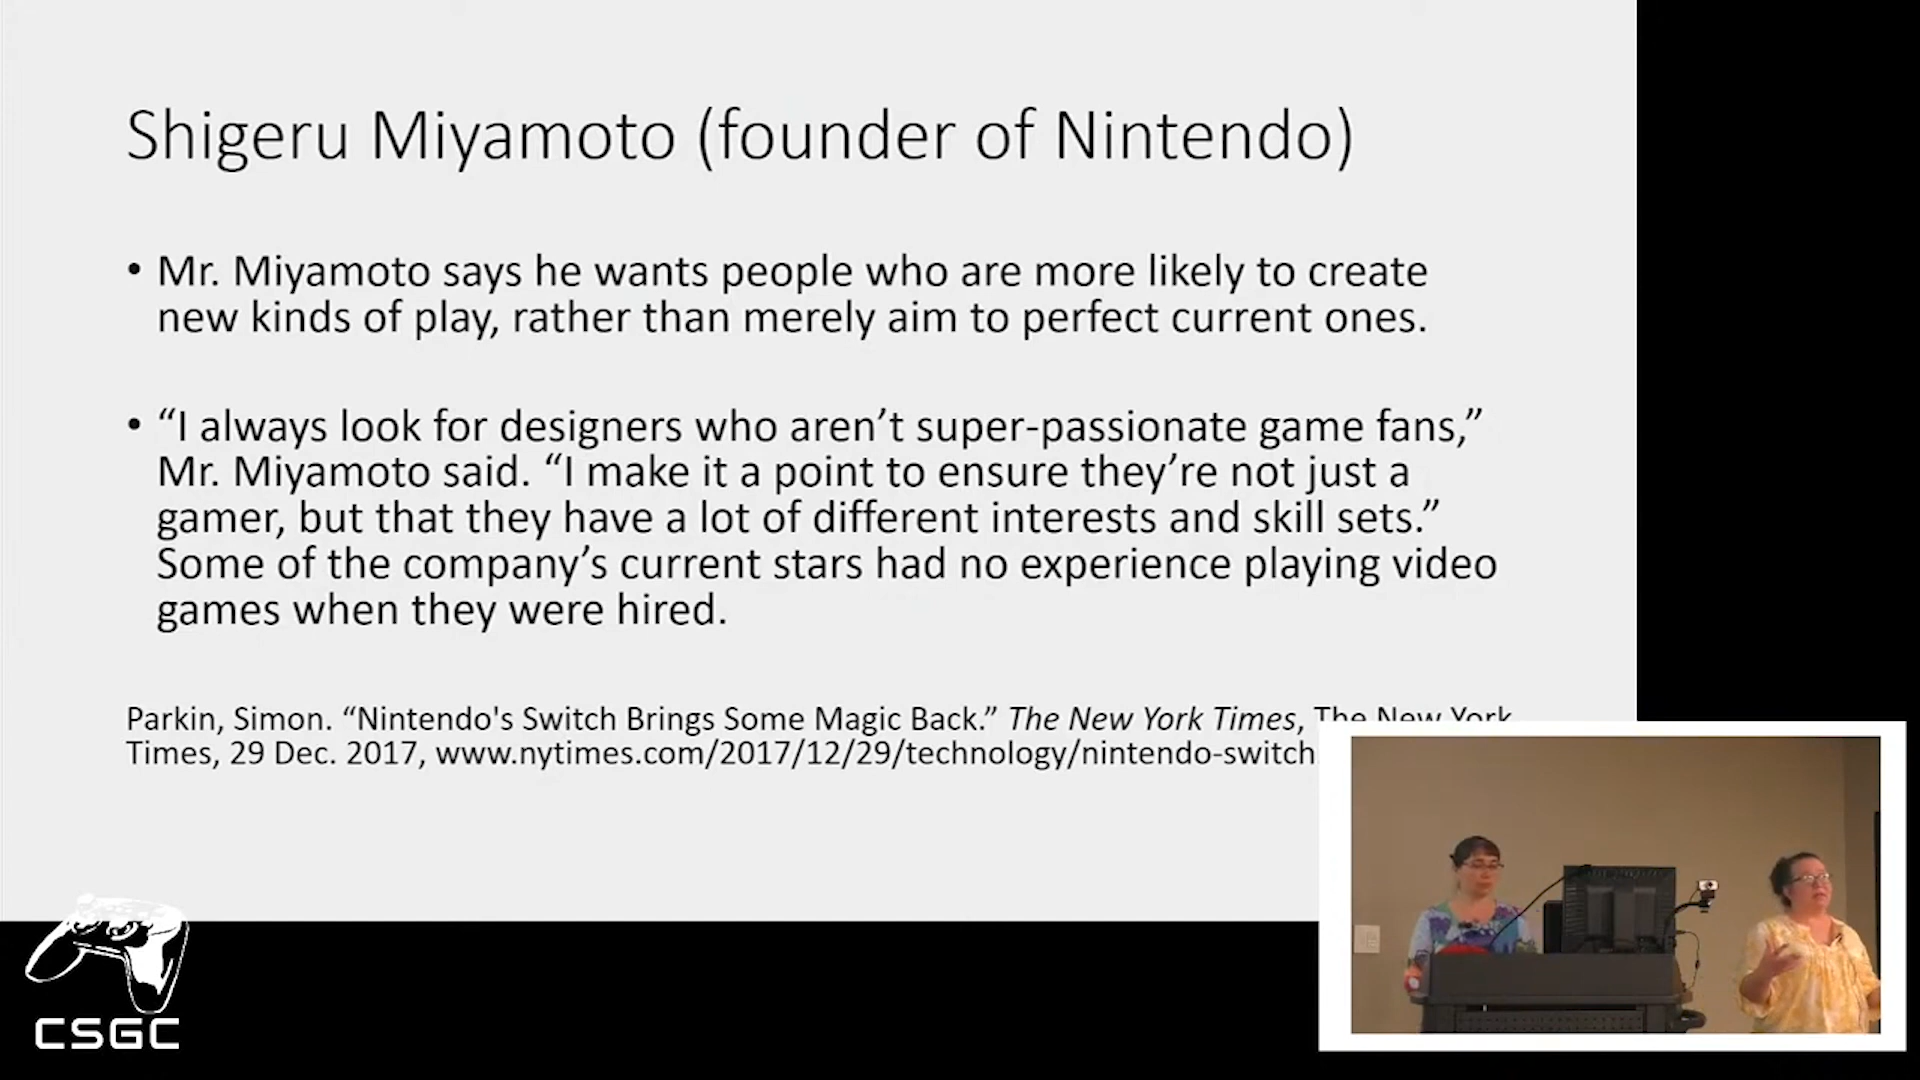 Shigeru Miyamoto (founder of Nintendo)
• Mr. Miyamoto says he wants people who are more likely to create
new kinds of play, rather than merely aim to perfect current ones.
• “I always look for designers who aren’t super-passionate game fans,”
Mr. Miyamoto said. “I make it a point to ensure they’re not just a
gamer, but that they have a lot of different interests and skill sets.”
Some of the company’s current stars had no experience playing video
games when they were hired.
Parkin, Simon. “Nintendo's Switch Brings Some Magic Back.” The New York Times, The New York
Times, 29 Dec. 2017, www.nytimes.com/2017/12/29/technology/nintendo-switch
CSGC